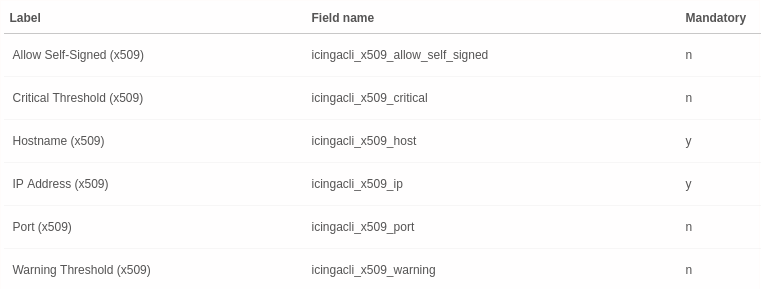 Label Field name Mandatory
Allow Self-Signed (x509) icingacli_x509_allow_self_signed n
Critical Threshold (x509) icingacli_x509_critical n
Hostname (x509) icingacli_x509_host y
IP Address (x509) icingacli_x509_ip y
Port (x509) icingacli_x509_port n
Warning Threshold (x509) icingacli_x509_warning n